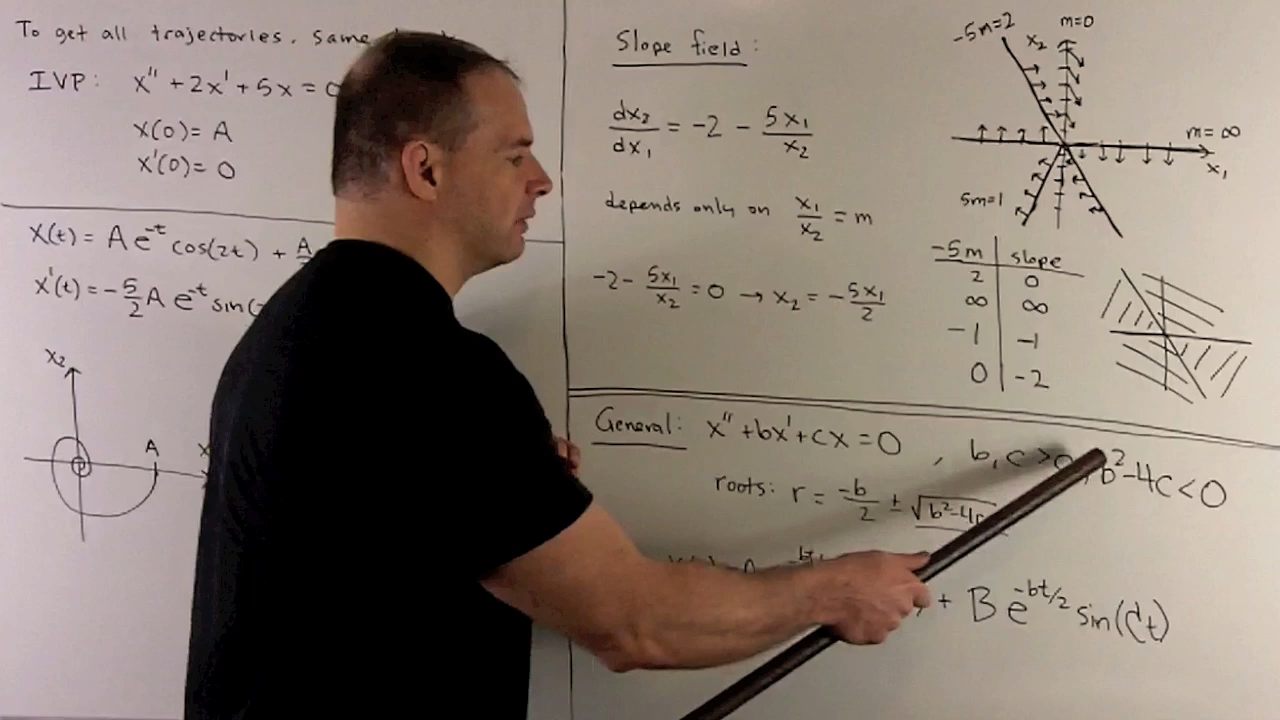 To get all trajectories, same
IVP: x'' + 2x' + 5x = 0
x(0) = A
x'(0) = 0
x(t) = A e^{-t} cos(2t) + A
x'(t) = -5/2 A e^{-t} sin(
x₂
A
x
Slope field:
dx₂/dx₁ = -2 - 5x₁/x₂
depends only on x₁/x₂ = m
-2 - 5x₁/x₂ = 0 → x₂ = -5x₁/2
-5m=2
x₂
m=0
m=∞
x₁
5m=1
-5m slope
2 0
∞ ∞
-1 -1
0 -2
General: x'' + bx' + cx = 0 , b, c > 0, b² - 4c < 0
roots: r = -b/2 ± √(b²-4c
+ B e^{-bt/2} sin(dt)